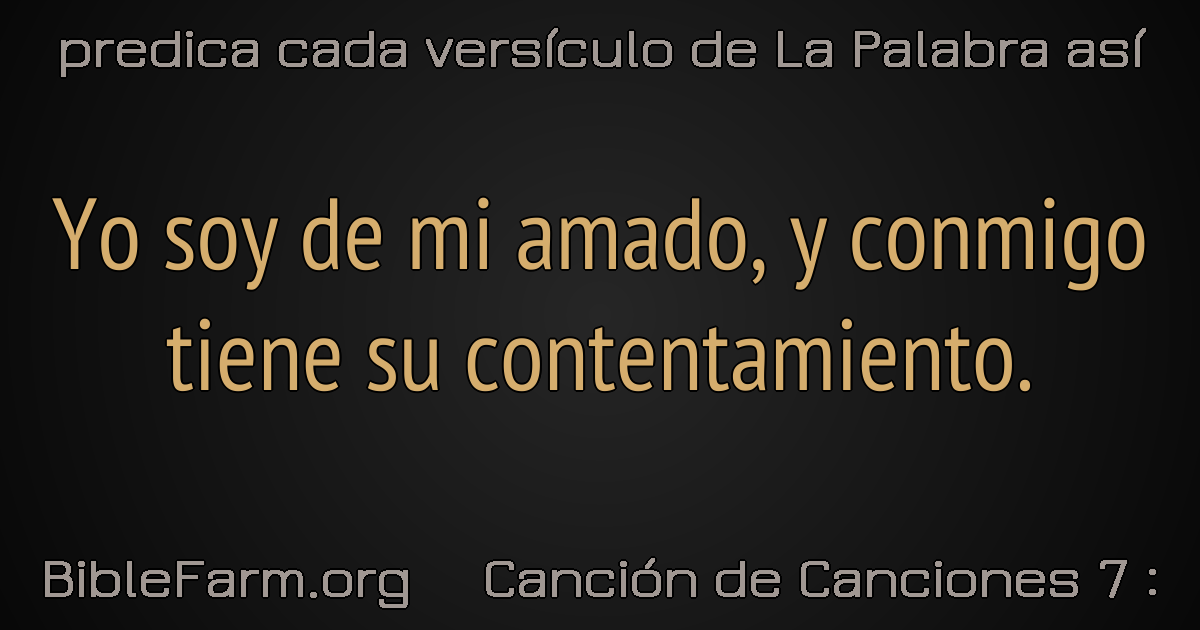 predica cada versículo de La Palabra así
Yo soy de mi amado, y conmigo
tiene su contentamiento.
BibleFarm.org Canción de Canciones 7 :